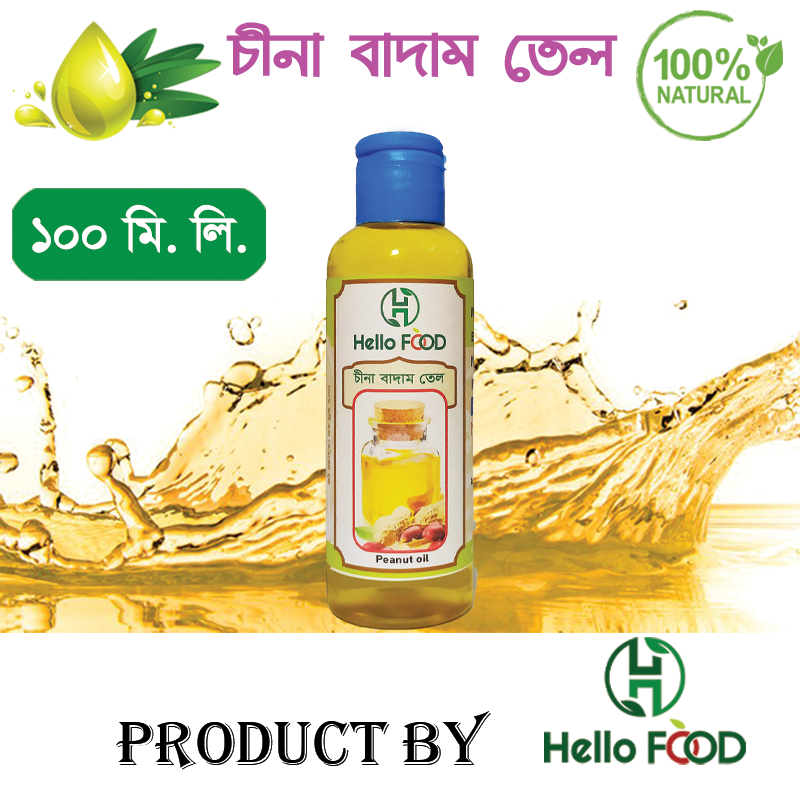 চীনা বাদাম তেল
100%
NATURAL
১০০ মি. লি.
Hello FOOD
চীনা বাদাম তেল
Peanut oil
PRODUCT BY
Hello FOOD